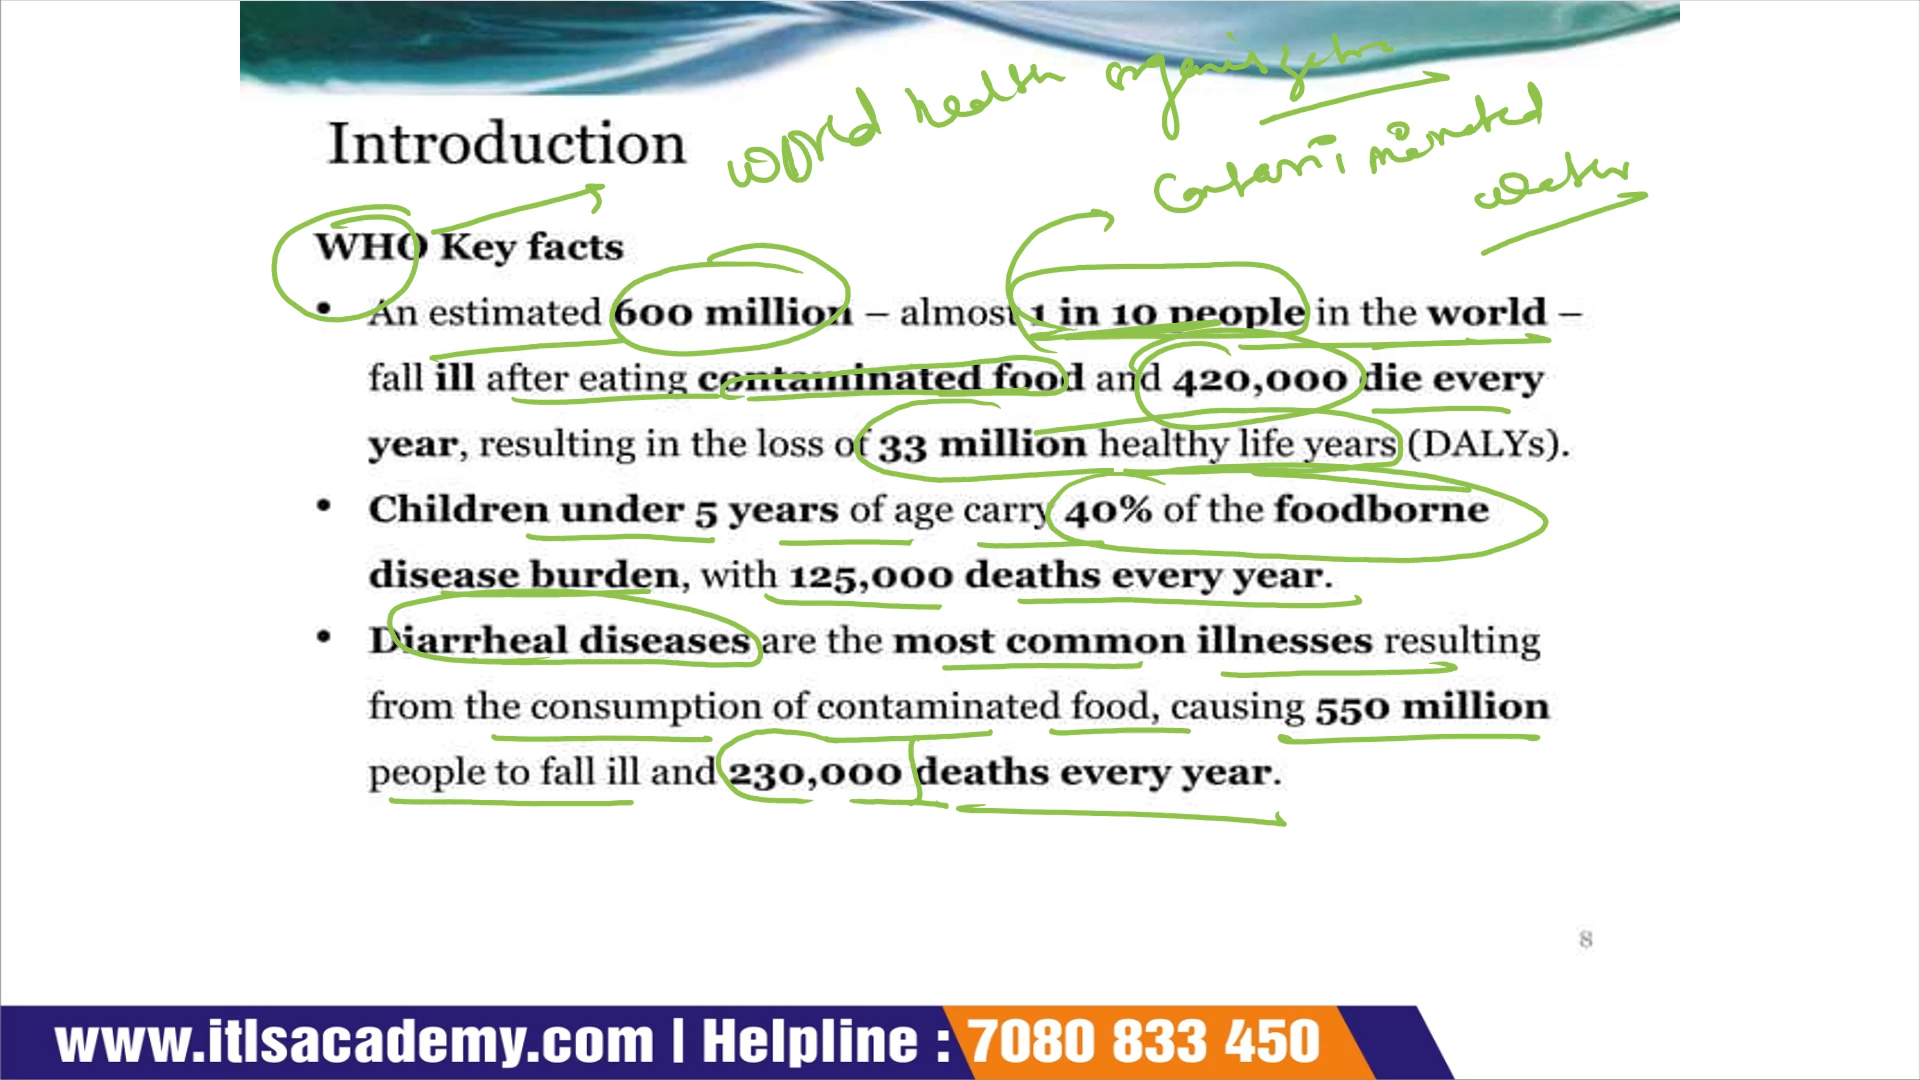 World health organization
Introduction
Contaminated
water
WHO Key facts
• An estimated 600 million – almost 1 in 10 people in the world –
fall ill after eating contaminated food and 420,000 die every
year, resulting in the loss of 33 million healthy life years (DALYs).
• Children under 5 years of age carry 40% of the foodborne
disease burden, with 125,000 deaths every year.
• Diarrheal diseases are the most common illnesses resulting
from the consumption of contaminated food, causing 550 million
people to fall ill and 230,000 deaths every year.
8
www.itlsacademy.com | Helpline : 7080 833 450